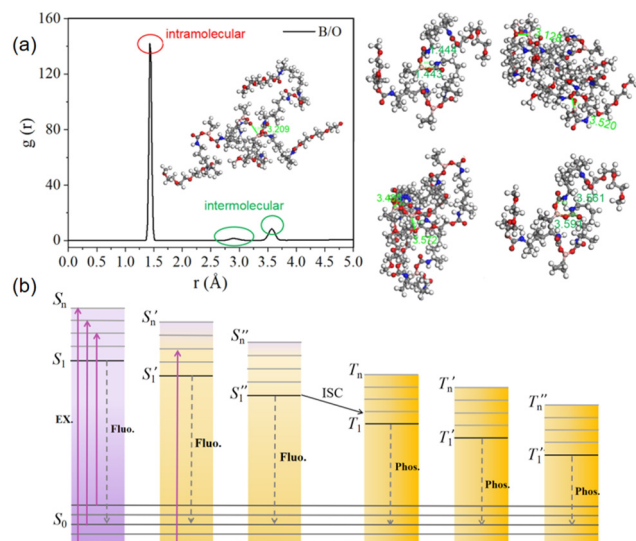 (a)
160
120
80
40
0
g (r)
intramolecular
B/O
3.209
intermolecular
0.0 0.5 1.0 1.5 2.0 2.5 3.0 3.5 4.0 4.5 5.0
r (Å)
1.443
3.520
3.661
(b)
Sn
S1
EX.
Fluo.
S0
Sn′
S1′
Fluo.
Sn″
S1″
Fluo.
ISC
Tn
T1
Phos.
Tn′
T1′
Phos.
Tn″
T1′
Phos.